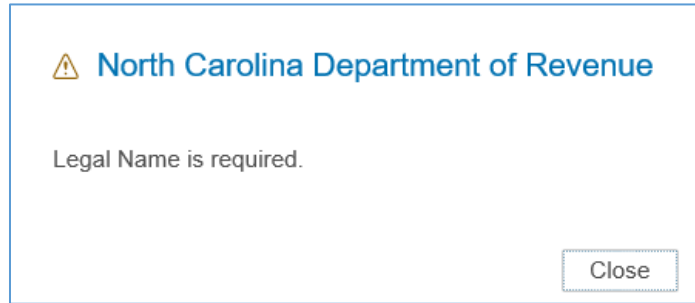 North Carolina Department of Revenue
Legal Name is required.
Close